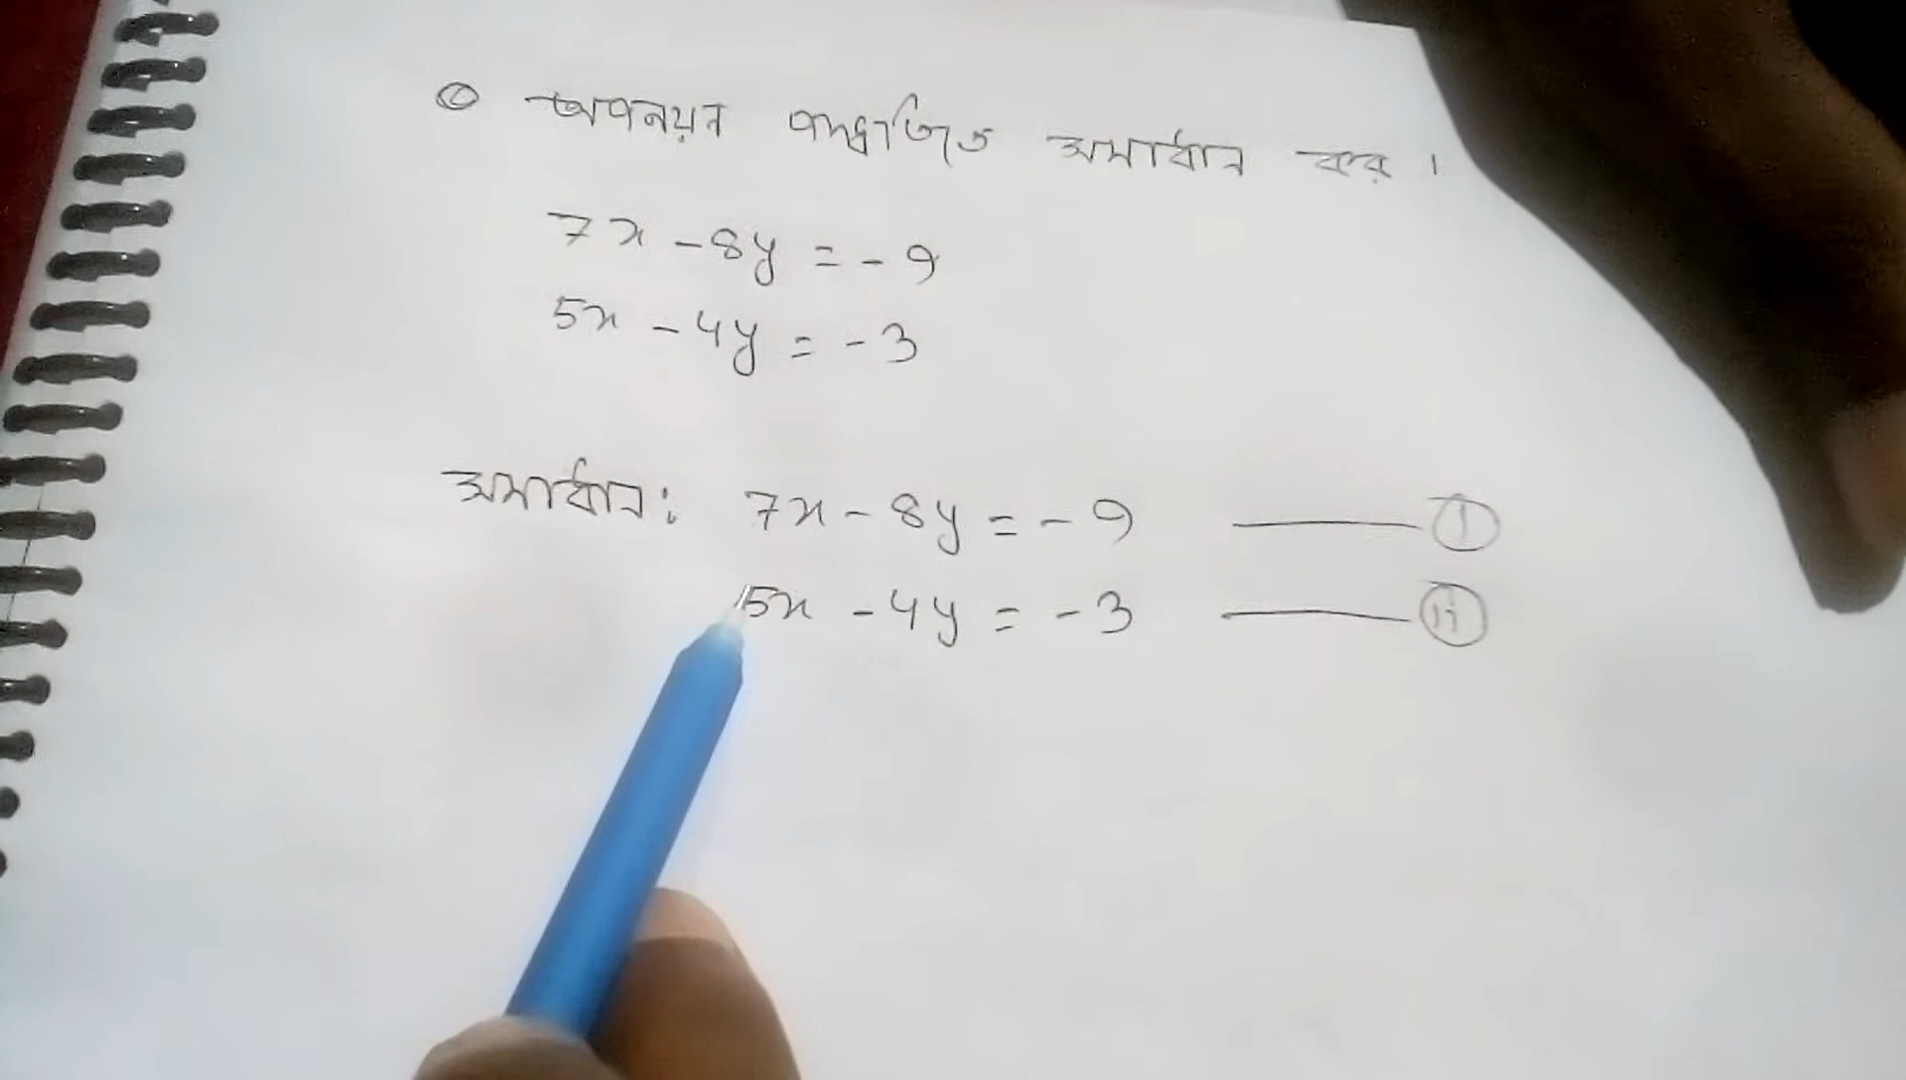 ◎ অপনয়ন পদ্ধতিতে সমাধান কর ।
7x - 8y = - 9
5x - 4y = - 3
সমাধান : 7x - 8y = - 9 ——— (i)
5x - 4y = - 3 ——— (ii)